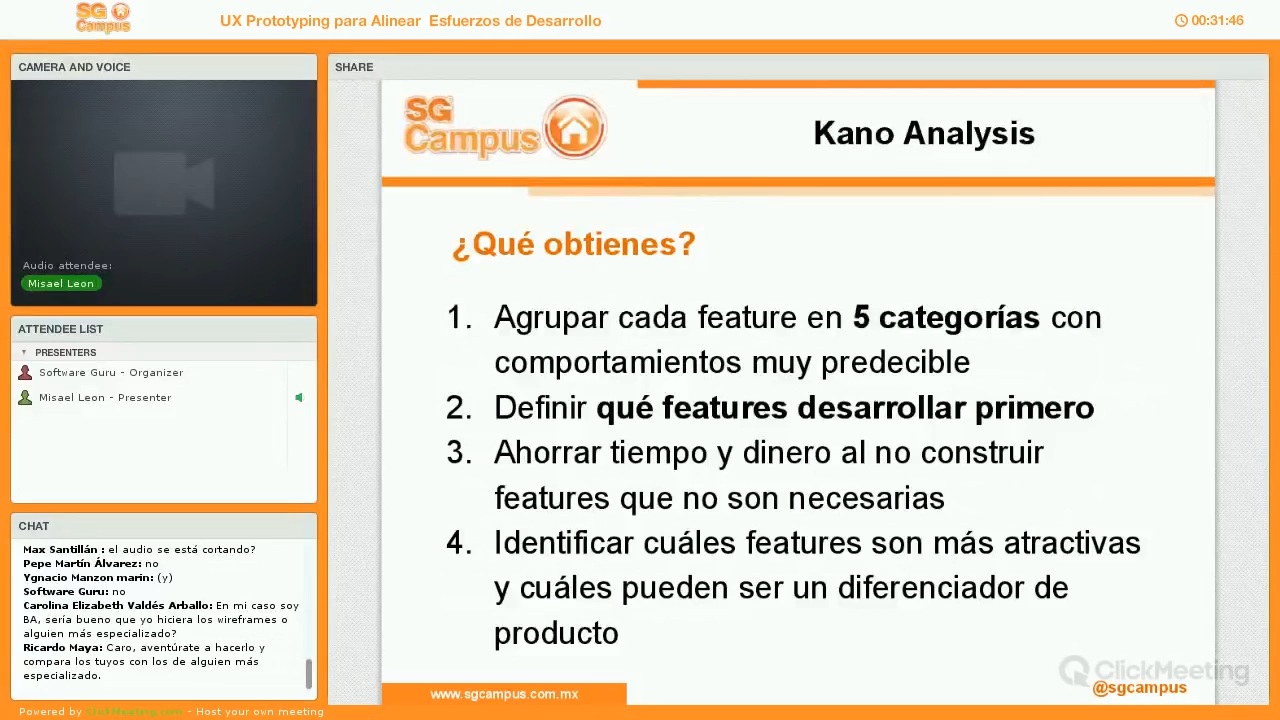 SG Campus
UX Prototyping para Alinear Esfuerzos de Desarrollo
00:31:46
CAMERA AND VOICE
Audio attendee:
Misael Leon
ATTENDEE LIST
PRESENTERS
Software Guru - Organizer
Misael Leon - Presenter
CHAT
Max Santillán : el audio se está cortando?
Pepe Martín Álvarez: no
Ygnacio Manzon marin: (y)
Software Guru: no
Carolina Elizabeth Valdés Arballo: En mi caso soy
BA, sería bueno que yo hiciera los wireframes o
alguien más especializado?
Ricardo Maya: Caro, aventúrate a hacerlo y
compara los tuyos con los de alguien más
especializado.
Powered by ClickMeeting.com - Host your own meeting
SHARE
SG
Campus
Kano Analysis
¿Qué obtienes?
1. Agrupar cada feature en 5 categorías con
comportamientos muy predecible
2. Definir qué features desarrollar primero
3. Ahorrar tiempo y dinero al no construir
features que no son necesarias
4. Identificar cuáles features son más atractivas
y cuáles pueden ser un diferenciador de
producto
www.sgcampus.com.mx
ClickMeeting
@sgcampus